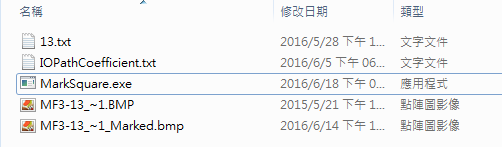 名稱 修改日期 類型
13.txt 2016/5/28 下午 1... 文字文件
IOPathCoefficient.txt 2016/6/5 下午 06... 文字文件
MarkSquare.exe 2016/6/18 下午 0... 應用程式
MF3-13_~1.BMP 2015/5/21 下午 1... 點陣圖影像
MF3-13_~1_Marked.bmp 2016/6/14 下午 1... 點陣圖影像